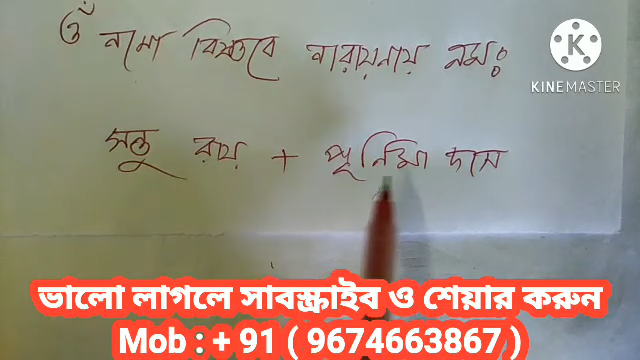 ওঁ নমো বিষ্ণবে নারায়নায় নমঃ
KINEMASTER
সন্তু রায় + পূর্নিমা দাস
ভালো লাগলে সাবস্ক্রাইব ও শেয়ার করুন
Mob : + 91 ( 9674663867 )